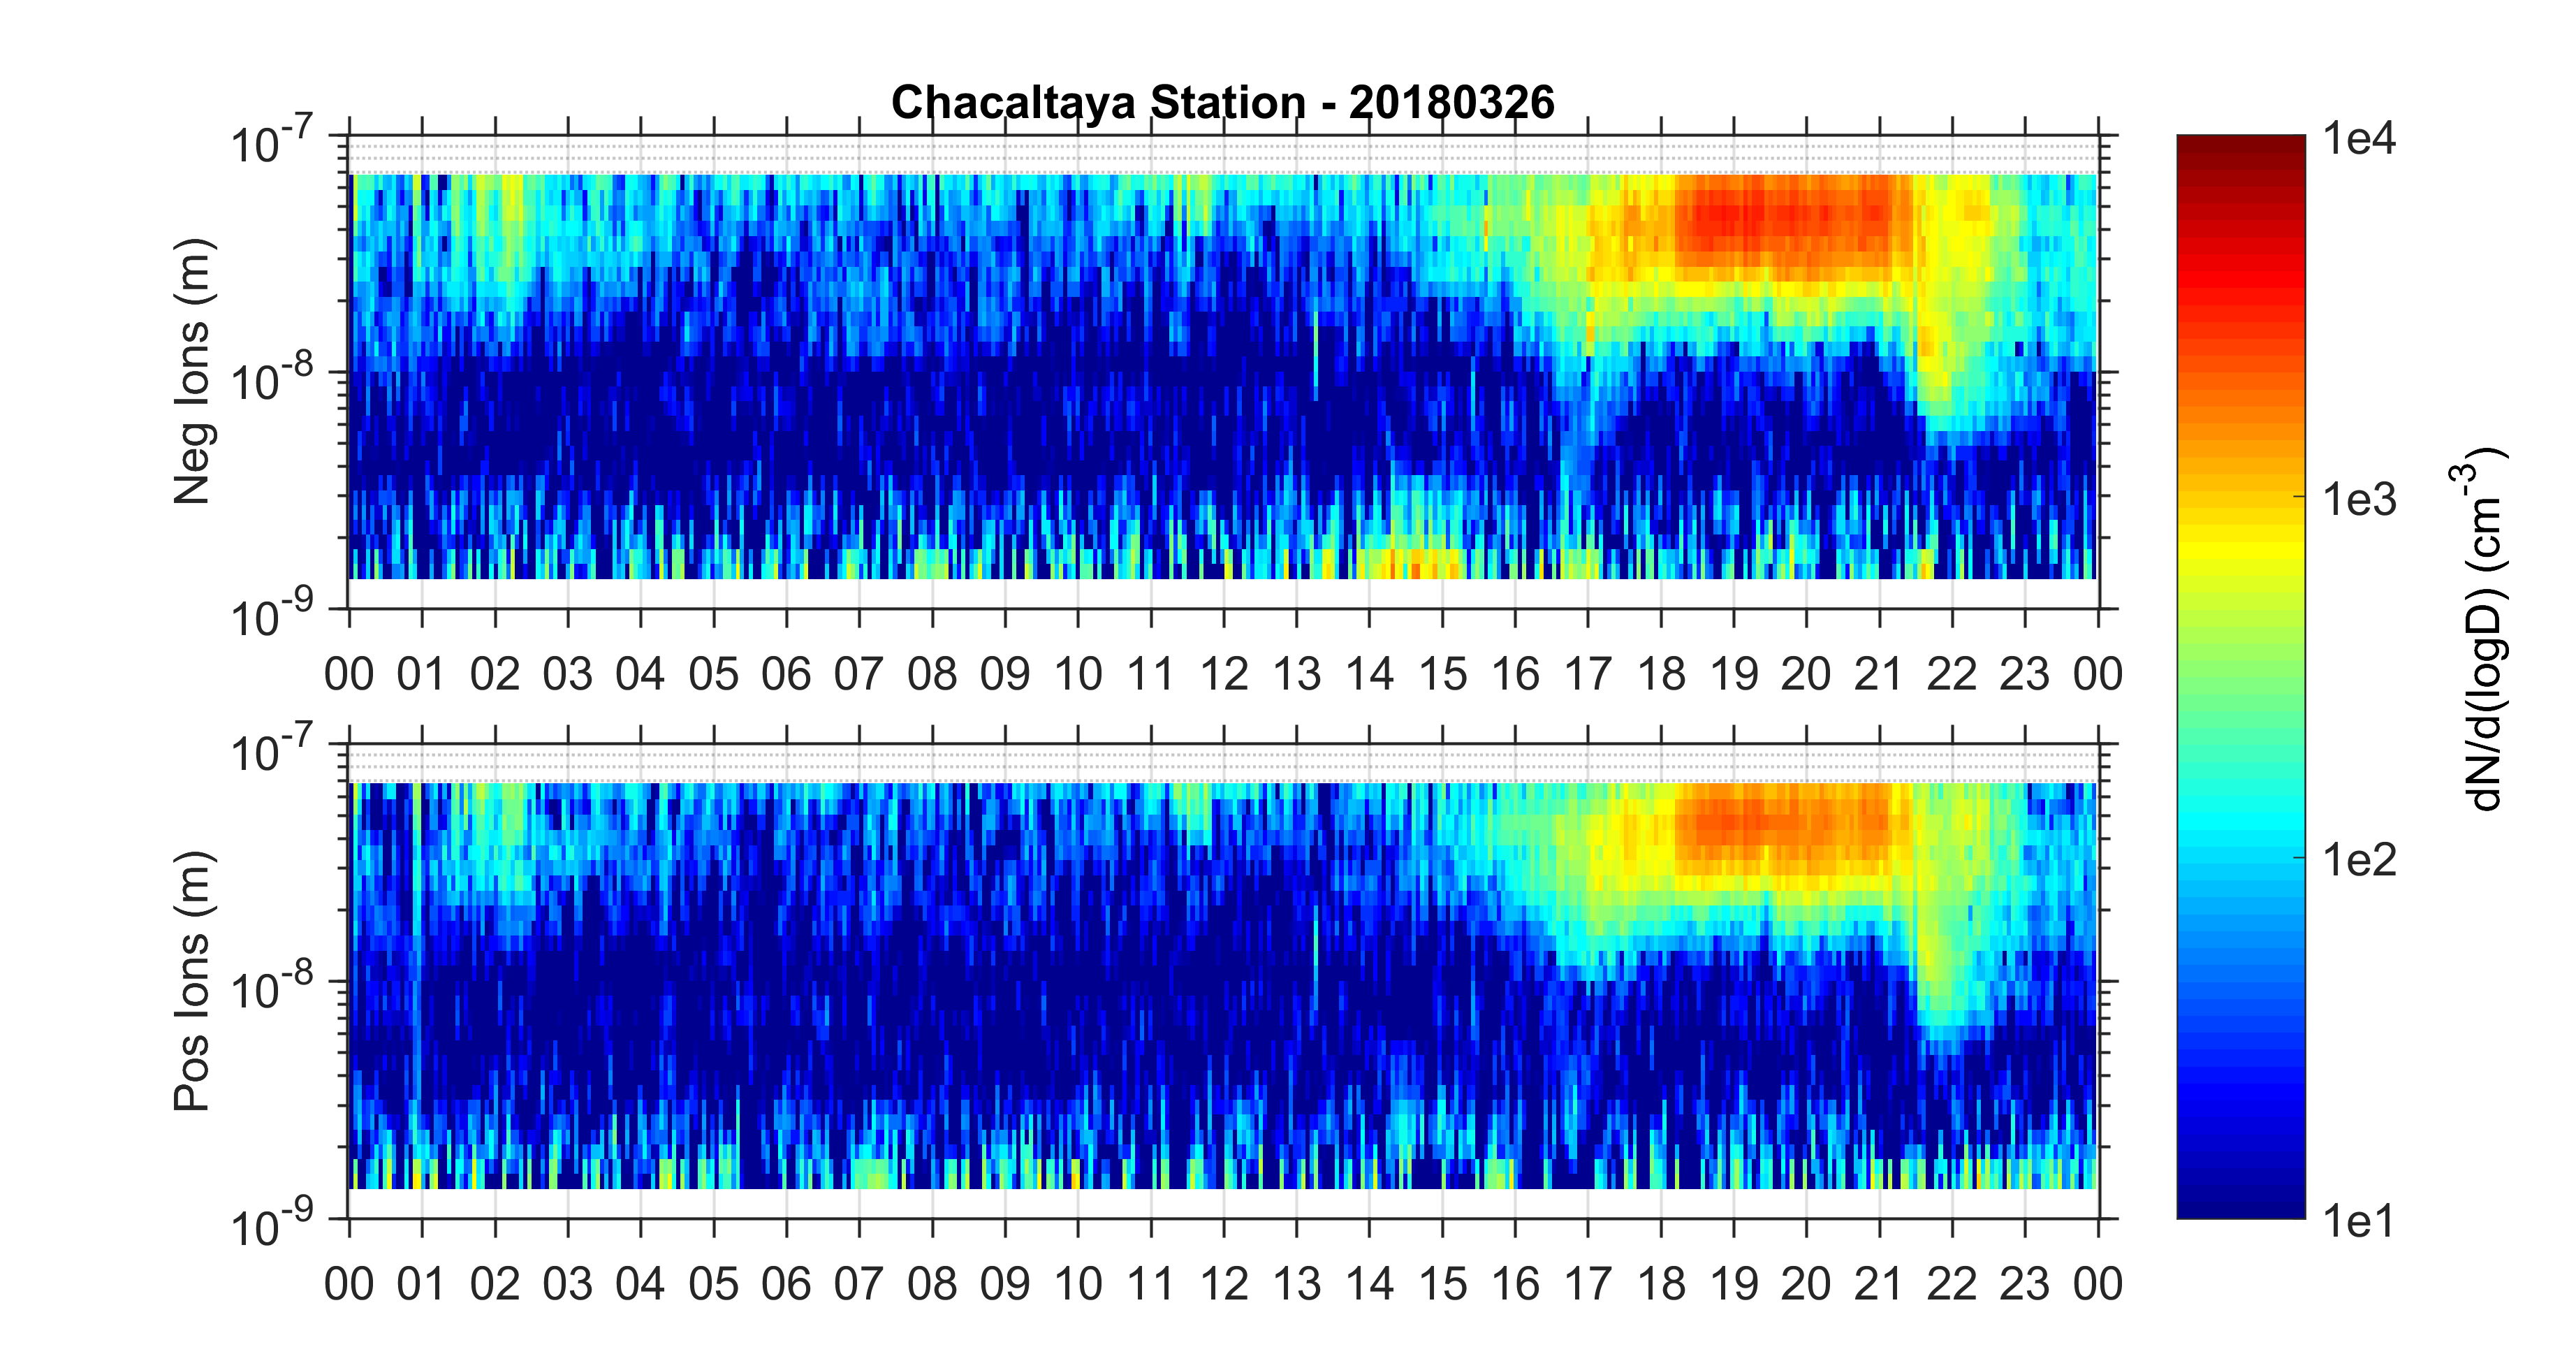 Chacaltaya Station - 20180326
10-7
10-8
10-9
Neg Ions (m)
00 01 02 03 04 05 06 07 08 09 10 11 12 13 14 15 16 17 18 19 20 21 22 23 00
10-7
10-8
10-9
Pos Ions (m)
00 01 02 03 04 05 06 07 08 09 10 11 12 13 14 15 16 17 18 19 20 21 22 23 00
1e4
1e3
1e2
1e1
dN/d(logD) (cm-3)